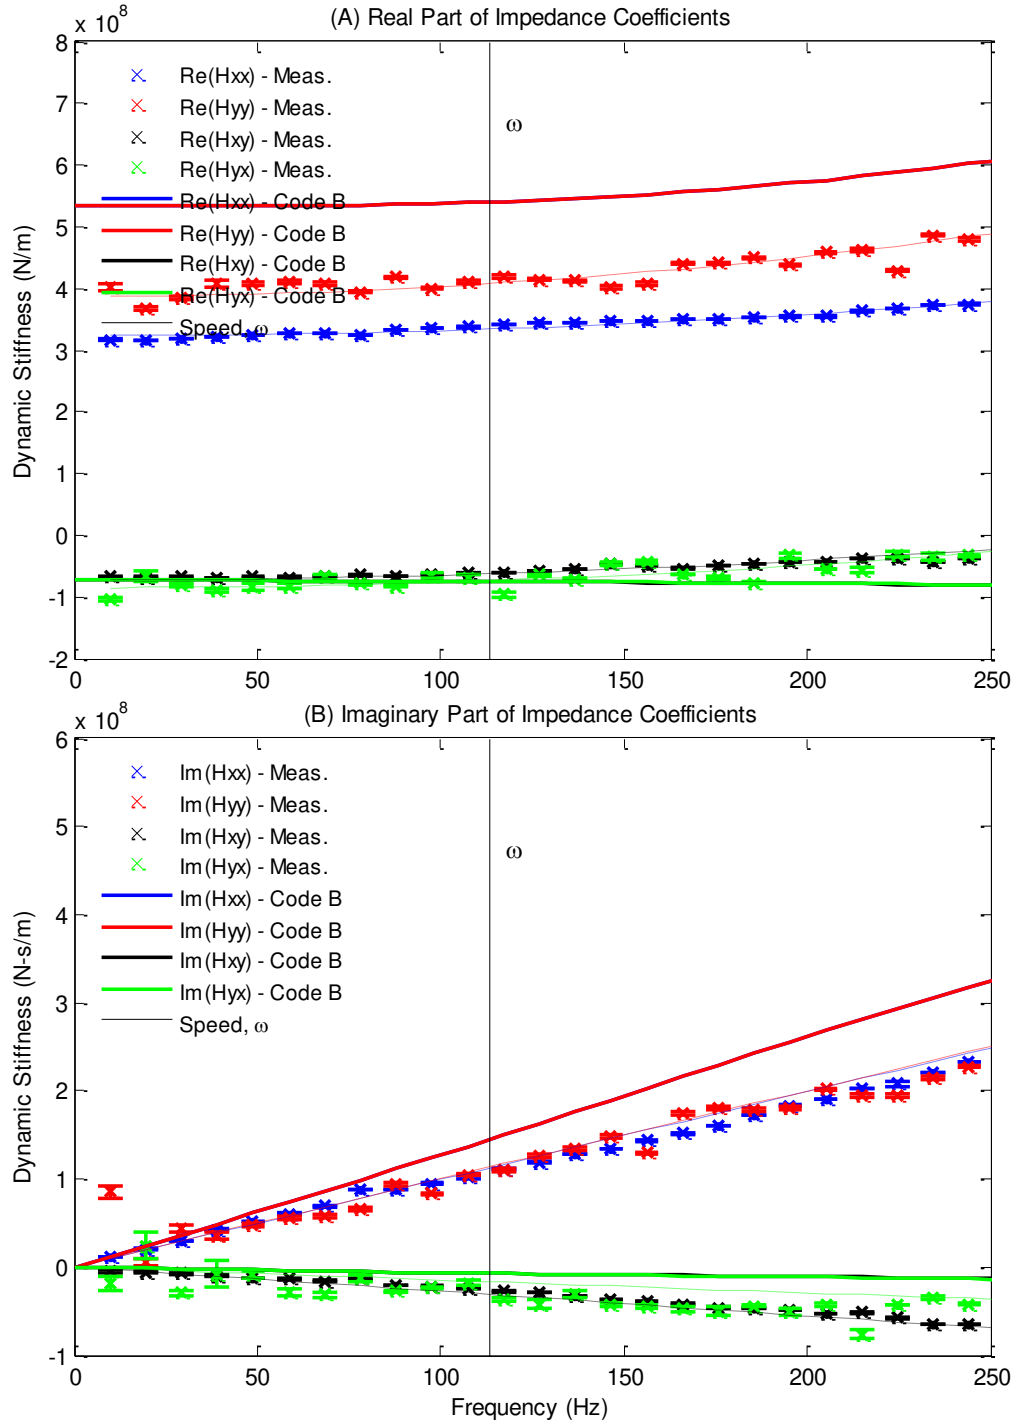 (A) Real Part of Impedance Coefficients
x 10^8
8
7
6
5
4
3
2
1
0
-1
-2
Dynamic Stiffness (N/m)
Re(Hxx) - Meas.
Re(Hyy) - Meas.
Re(Hxy) - Meas.
Re(Hyx) - Meas.
Re(Hxx) - Code B
Re(Hyy) - Code B
Re(Hxy) - Code B
Re(Hyx) - Code B
Speed, ω
ω
0 50 100 150 200 250
(B) Imaginary Part of Impedance Coefficients
x 10^8
6
5
4
3
2
1
0
-1
Dynamic Stiffness (N-s/m)
Im(Hxx) - Meas.
Im(Hyy) - Meas.
Im(Hxy) - Meas.
Im(Hyx) - Meas.
Im(Hxx) - Code B
Im(Hyy) - Code B
Im(Hxy) - Code B
Im(Hyx) - Code B
Speed, ω
ω
0 50 100 150 200 250
Frequency (Hz)